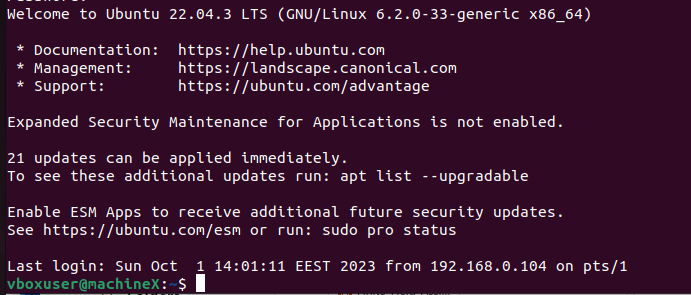 Welcome to Ubuntu 22.04.3 LTS (GNU/Linux 6.2.0-33-generic x86_64)
* Documentation:  https://help.ubuntu.com
* Management:     https://landscape.canonical.com
* Support:        https://ubuntu.com/advantage
Expanded Security Maintenance for Applications is not enabled.
21 updates can be applied immediately.
To see these additional updates run: apt list --upgradable
Enable ESM Apps to receive additional future security updates.
See https://ubuntu.com/esm or run: sudo pro status
Last login: Sun Oct  1 14:01:11 EEST 2023 from 192.168.0.104 on pts/1
vboxuser@machineX:~$